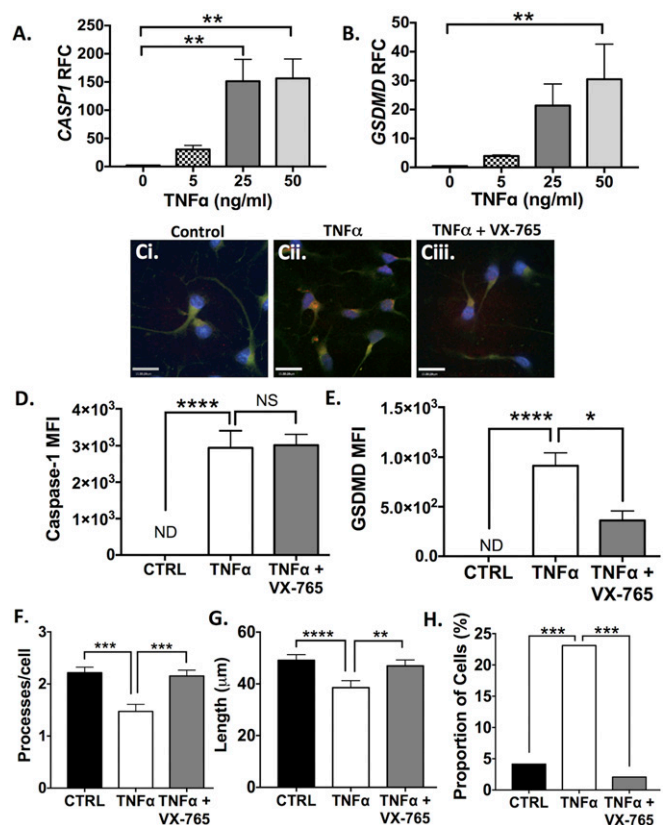 A.
**
**
CASP1 RFC
200
150
100
50
0
0 5 25 50
TNFα (ng/ml)
B.
**
GSDMD RFC
50
40
30
20
10
0
0 5 25 50
TNFα (ng/ml)
Control TNFα TNFα + VX-765
Ci. Cii. Ciii.
D.
**** NS
Caspase-1 MFI
4×10³
3×10³
2×10³
1×10³
0
ND
CTRL TNFα TNFα +
VX-765
E.
**** *
GSDMD MFI
1.5×10³
1.0×10³
5.0×10²
0.0
ND
CTRL TNFα TNFα +
VX-765
F.
*** ***
Processes/cell
3
2
1
CTRL TNFα TNFα +
VX-765
G.
**** **
Length (μm)
60
40
20
0
CTRL TNFα TNFα +
VX-765
H.
*** ***
Proportion of Cells (%)
25
20
15
10
5
0
CTRL TNFα TNFα +
VX-765